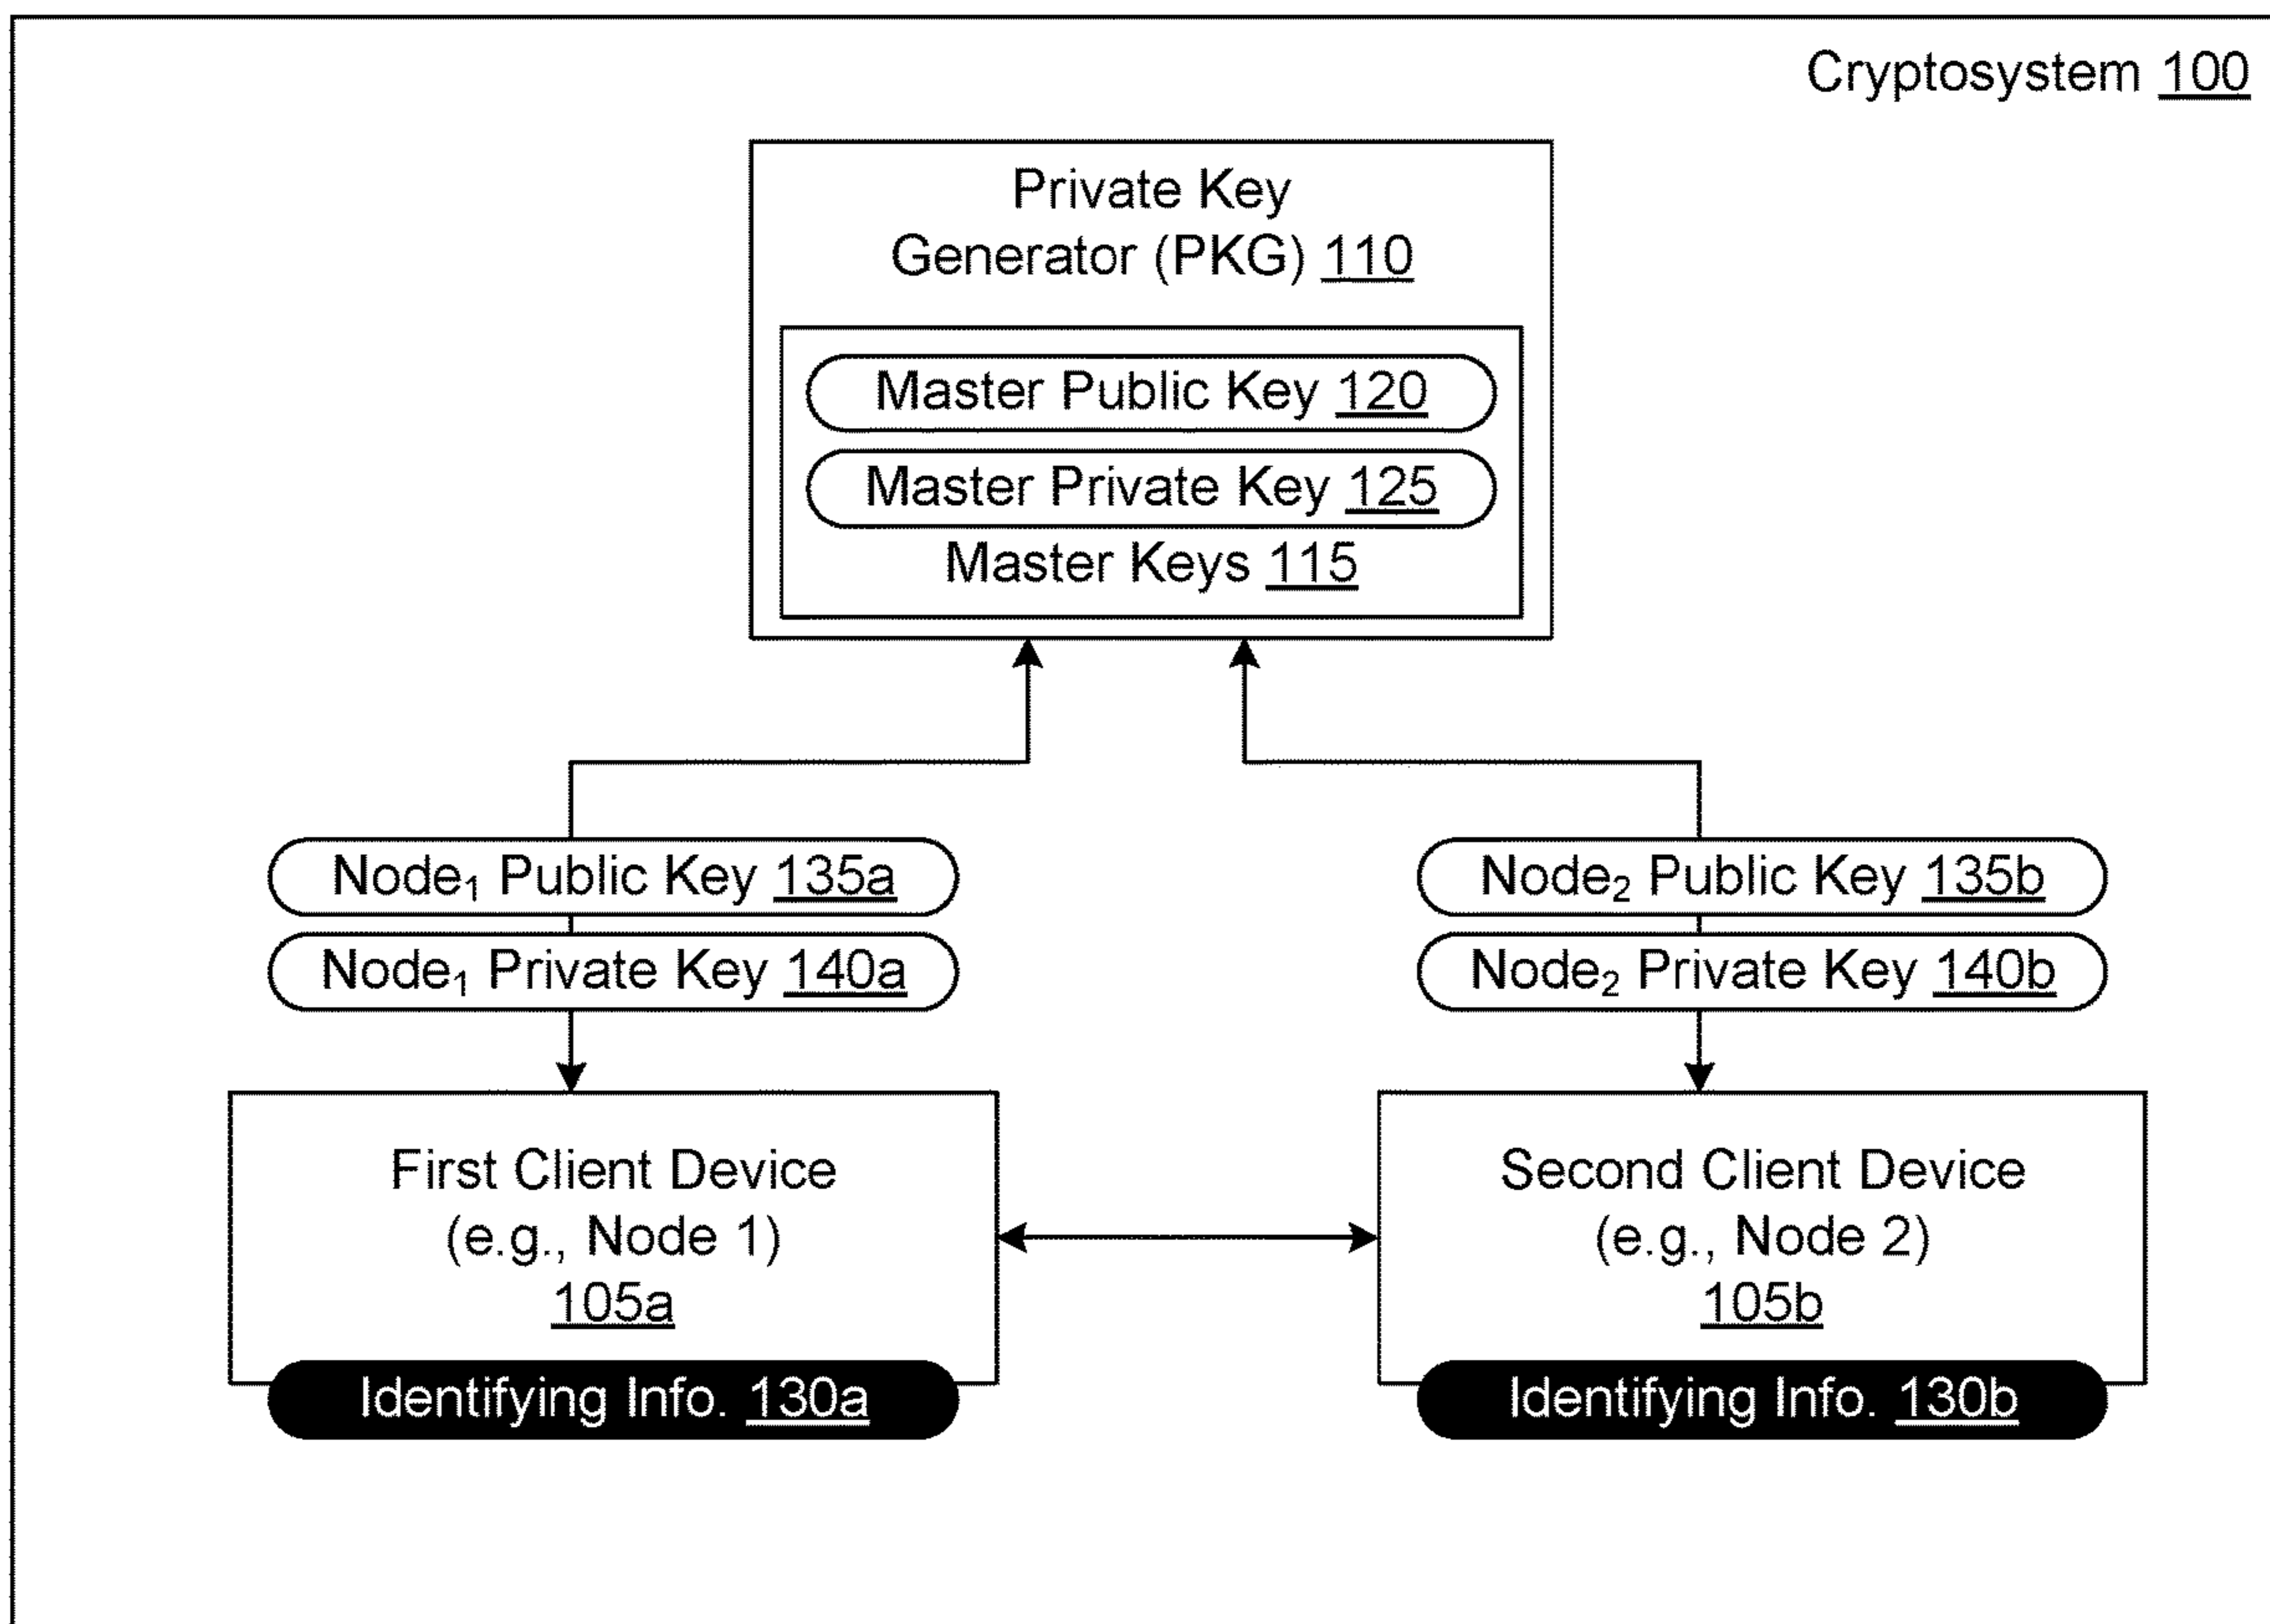 Cryptosystem 100
Private Key
Generator (PKG) 110
Master Public Key 120
Master Private Key 125
Master Keys 115
Node₁ Public Key 135a
Node₁ Private Key 140a
Node₂ Public Key 135b
Node₂ Private Key 140b
First Client Device
(e.g., Node 1)
105a
Identifying Info. 130a
Second Client Device
(e.g., Node 2)
105b
Identifying Info. 130b